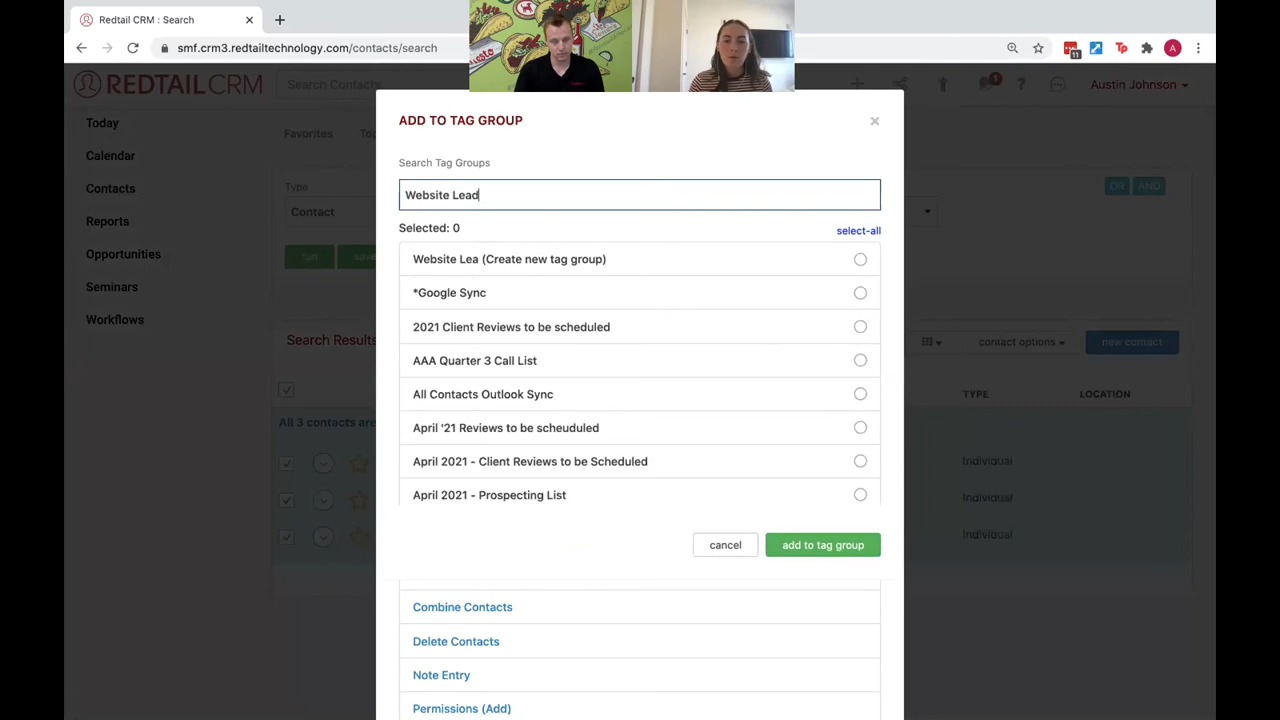 Redtail CRM : Search
smf.crm3.redtailtechnology.com/contacts/search
11
A
REDTAILCRM
Search Contacts
1
Austin Johnson
Today
Calendar
Contacts
Reports
Opportunities
Seminars
Workflows
Favorites
Type
Contact
OR
AND
run
ADD TO TAG GROUP
Search Tag Groups
Website Lead
Selected: 0
select-all
Website Lea (Create new tag group)
*Google Sync
2021 Client Reviews to be scheduled
AAA Quarter 3 Call List
All Contacts Outlook Sync
April '21 Reviews to be scheuduled
April 2021 - Client Reviews to be Scheduled
April 2021 - Prospecting List
cancel
add to tag group
Combine Contacts
Delete Contacts
Note Entry
Permissions (Add)
Search Results
contact options
new contact
TYPE
LOCATION
All 3 contacts are
Individual
Individual
Individual